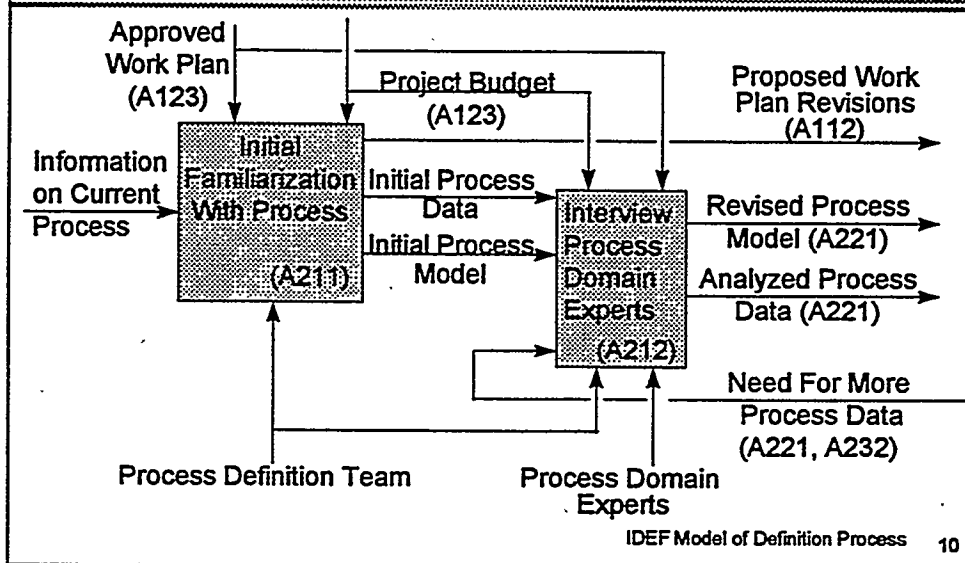 Approved
Work Plan
(A123)
Project Budget
(A123)
Proposed Work
Plan Revisions
(A112)
Information
on Current
Process
Initial
Familiarization
With Process
(A211)
Initial Process
Data
Initial Process
Model
Interview
Process
Domain
Experts
(A212)
Revised Process
Model (A221)
Analyzed Process
Data (A221)
Need For More
Process Data
(A221, A232)
Process Definition Team
Process Domain
Experts
IDEF Model of Definition Process 10